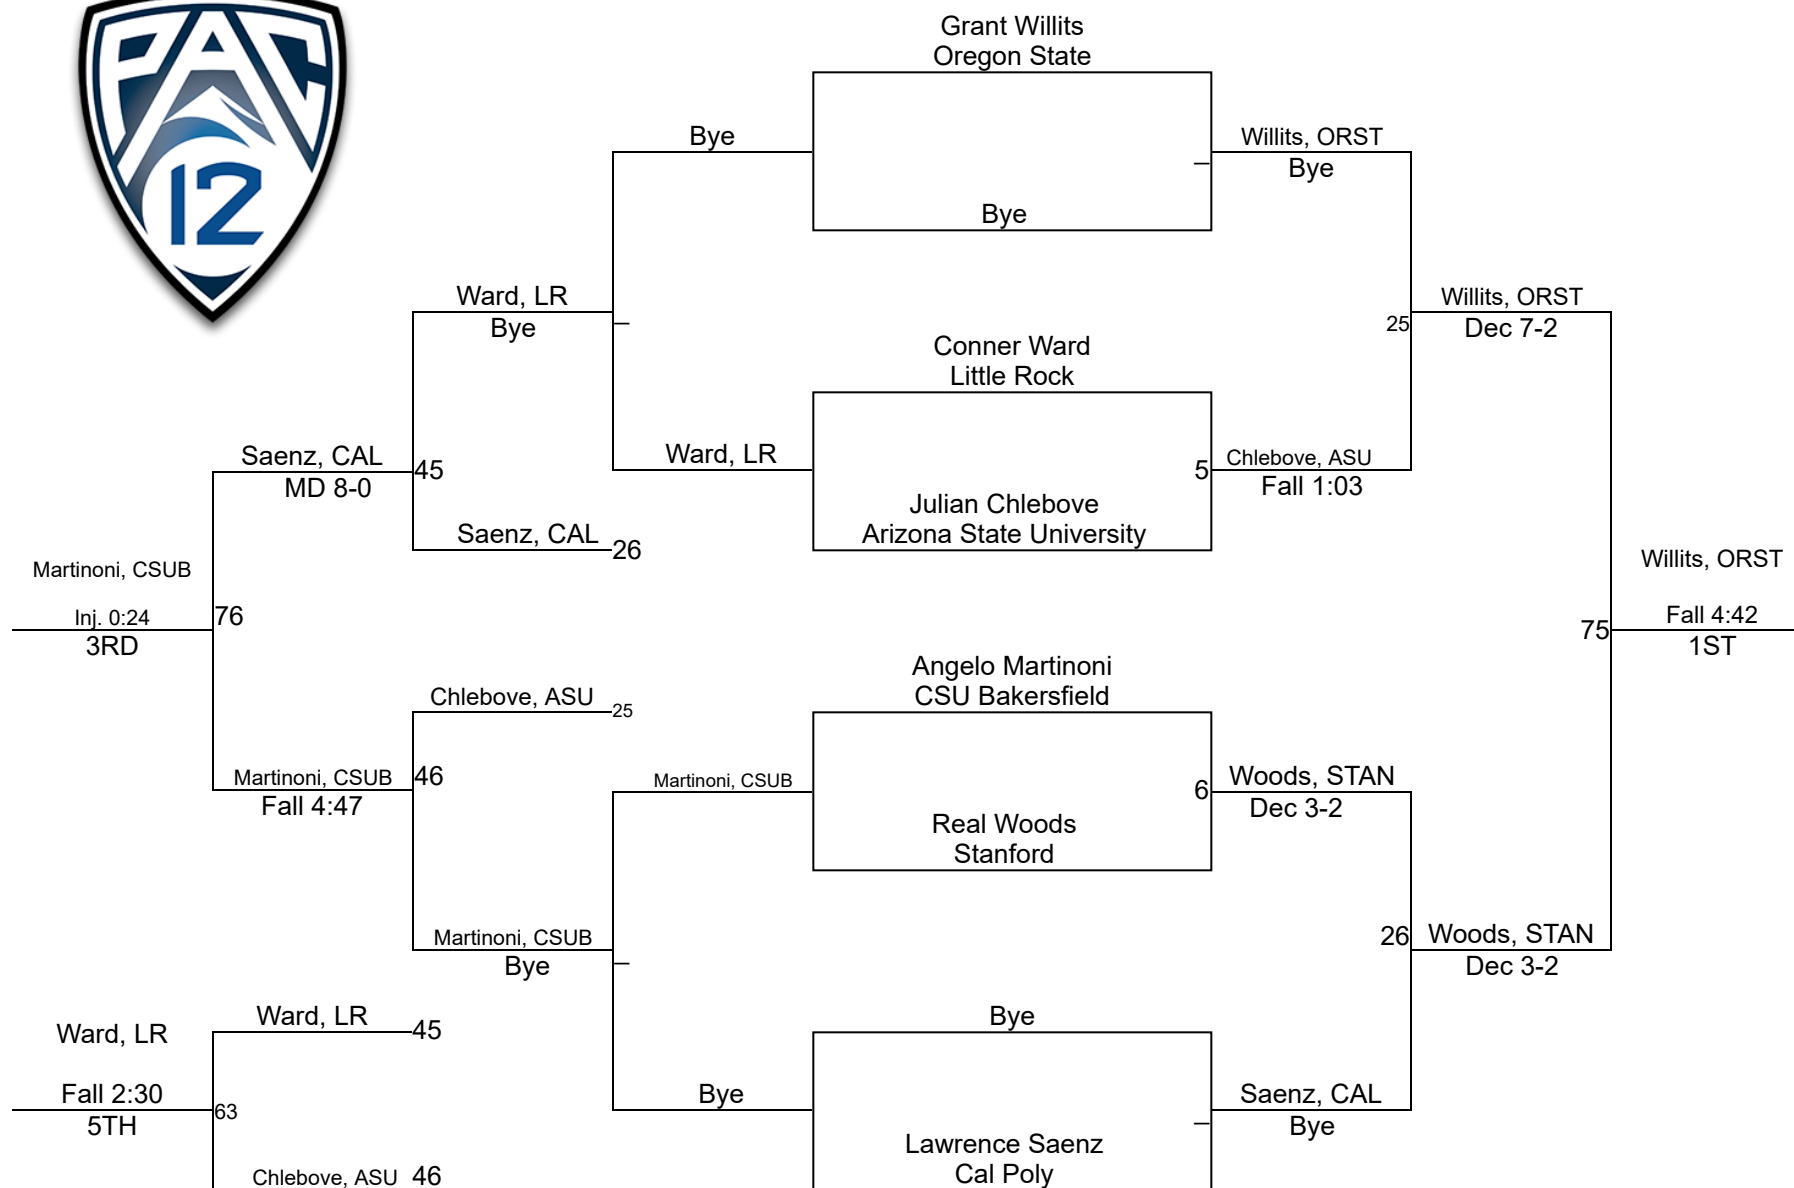 PAC
12
Grant Willits
Oregon State
Bye
Willits, ORST
–
Bye
Bye
Ward, LR
Bye
–
Willits, ORST
25
Dec 7-2
Conner Ward
Little Rock
Saenz, CAL
45
MD 8-0
Ward, LR
5
Chlebove, ASU
Fall 1:03
Julian Chlebove
Arizona State University
Saenz, CAL
26
Martinoni, CSUB
Inj. 0:24
76
3RD
Willits, ORST
Fall 4:42
75
1ST
Angelo Martinoni
CSU Bakersfield
Chlebove, ASU
25
Martinoni, CSUB
46
Fall 4:47
Martinoni, CSUB
6
Woods, STAN
Dec 3-2
Real Woods
Stanford
Martinoni, CSUB
Bye
–
26
Woods, STAN
Dec 3-2
Ward, LR
45
Bye
Ward, LR
Fall 2:30
63
5TH
Bye
Saenz, CAL
–
Bye
Lawrence Saenz
Cal Poly
Chlebove, ASU
46